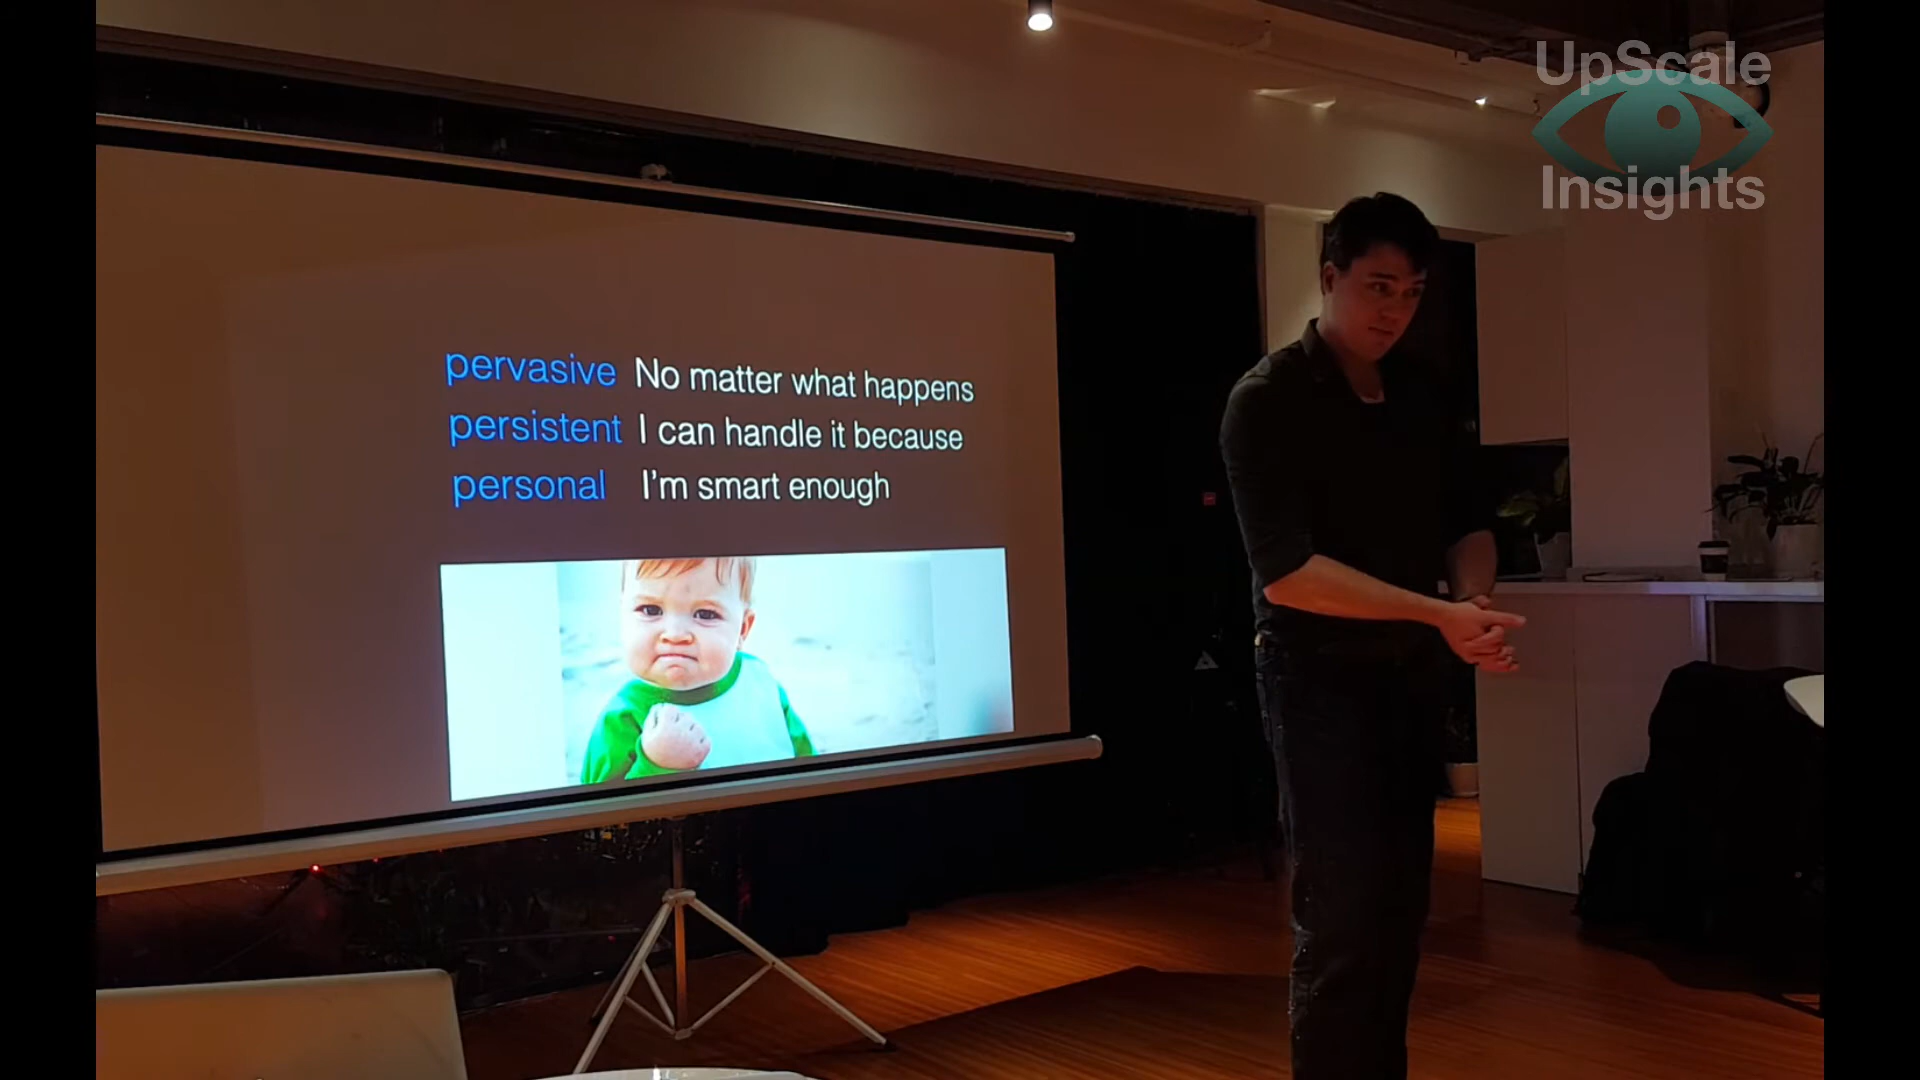 UpScale
Insights
pervasive No matter what happens
persistent I can handle it because
personal I'm smart enough